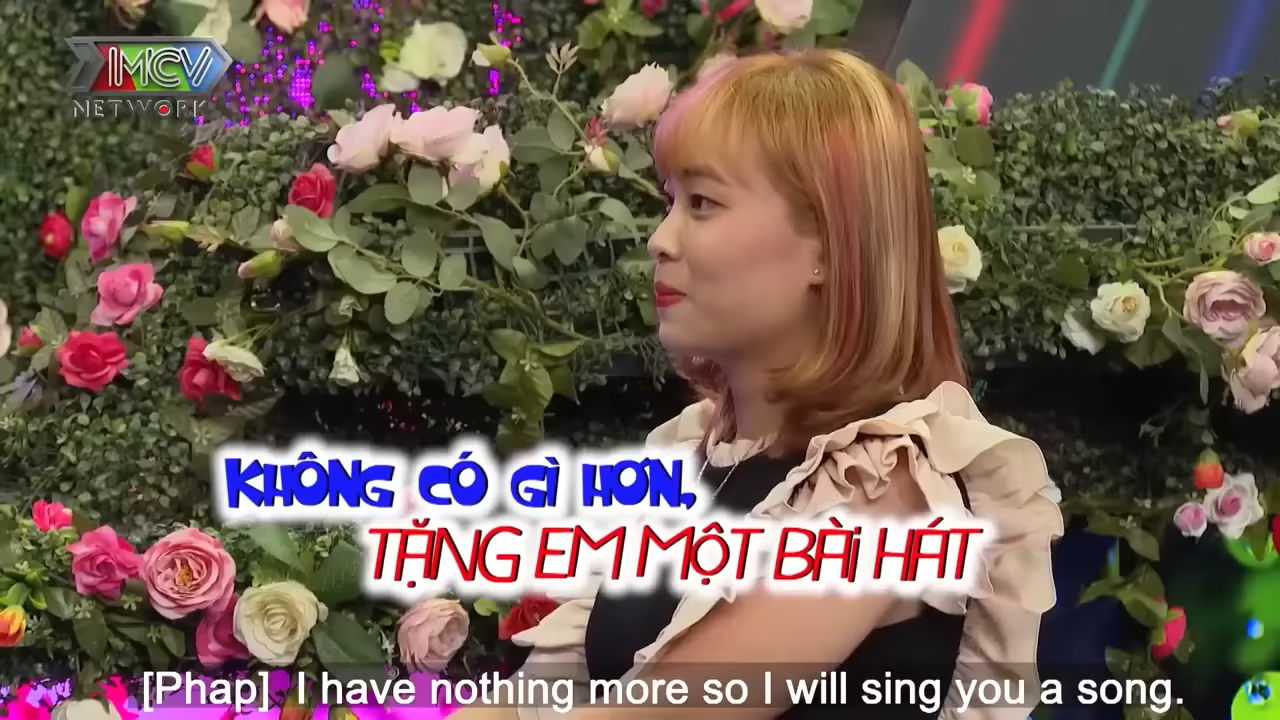 MCV
NETWORK
KHÔNG CÓ GÌ HƠN,
TẶNG EM MỘT BÀI HÁT
[Phap] I have nothing more so I will sing you a song.